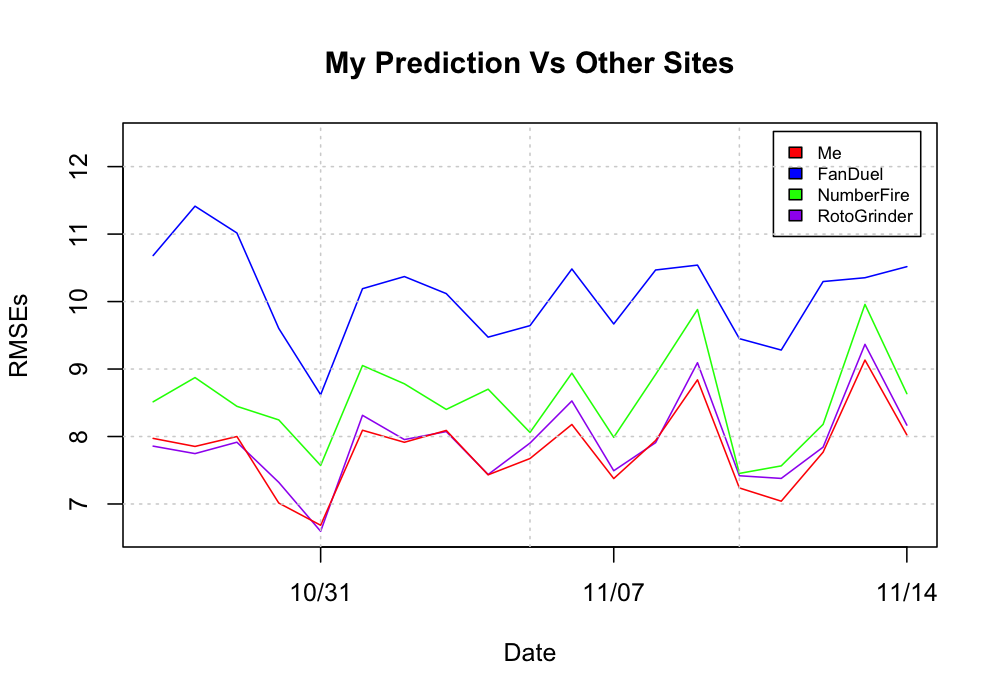 My Prediction Vs Other Sites
Me
FanDuel
NumberFire
RotoGrinder
12
11
10
9
8
7
RMSEs
10/31
11/07
11/14
Date